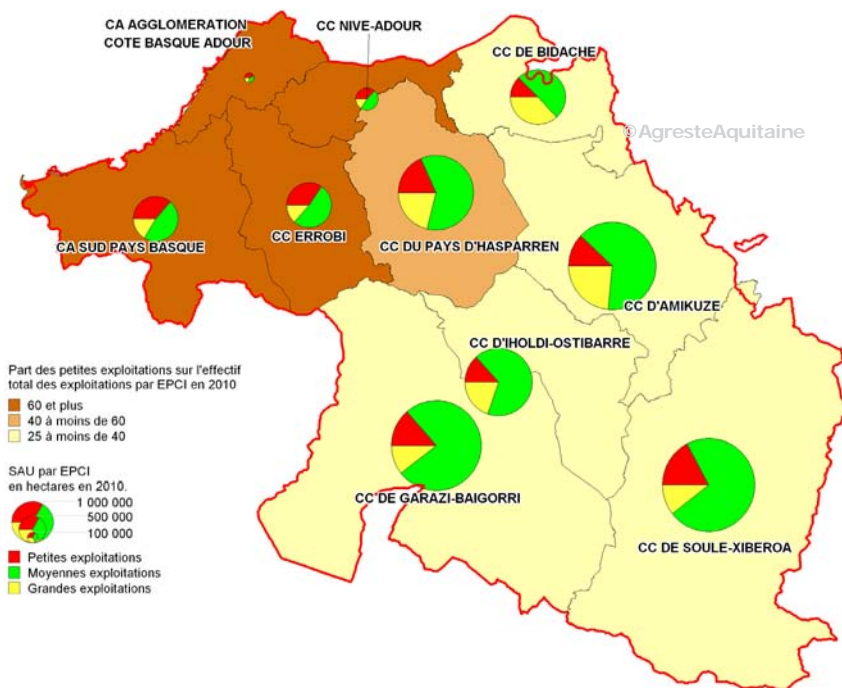 CA AGGLOMERATION
COTE BASQUE ADOUR
CC NIVE-ADOUR
CC DE BIDACHE
©AgresteAquitaine
CA SUD PAYS BASQUE
CC ERROBI
CC DU PAYS D'HASPARREN
CC D'AMIKUZE
CC D'IHOLDI-OSTIBARRE
CC DE GARAZI-BAIGORRI
CC DE SOULE-XIBEROA
Part des petites exploitations sur l'effectif
total des exploitations par EPCI en 2010
60 et plus
40 à moins de 60
25 à moins de 40
SAU par EPCI
en hectares en 2010.
1 000 000
500 000
100 000
Petites exploitations
Moyennes exploitations
Grandes exploitations